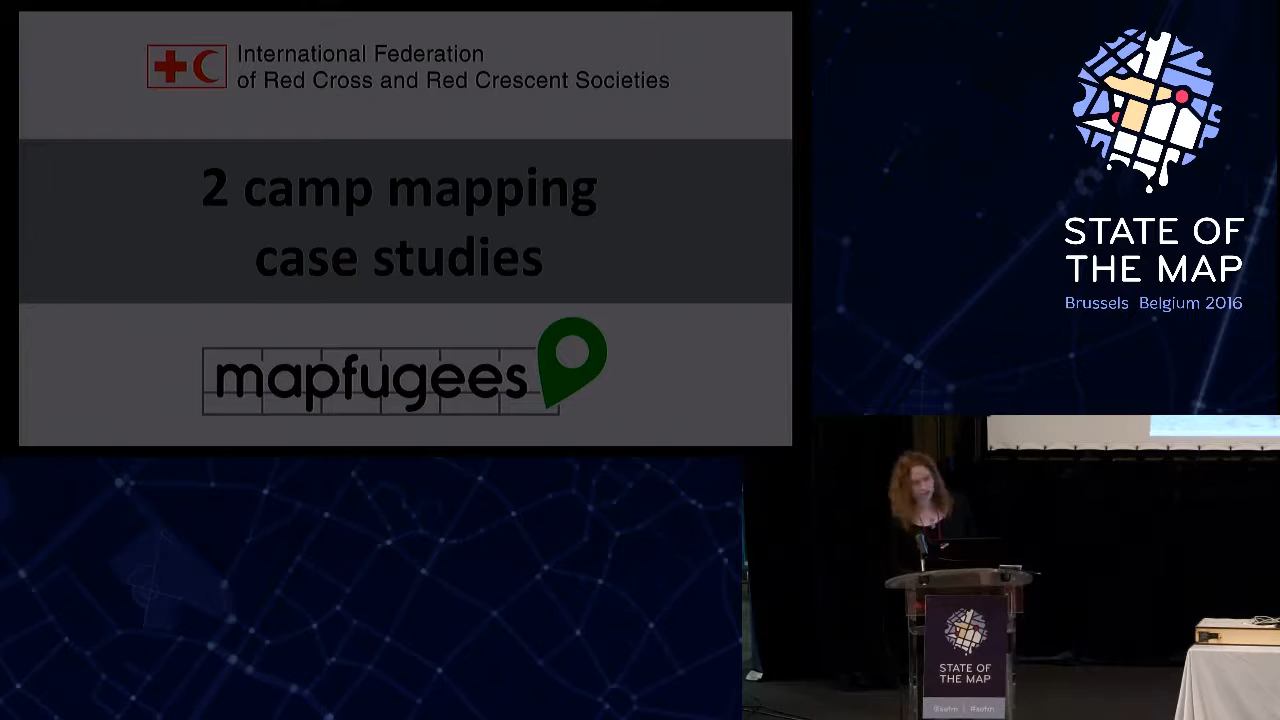 International Federation
of Red Cross and Red Crescent Societies
2 camp mapping
case studies
mapfugees
STATE OF
THE MAP
Brussels Belgium 2016
STATE OF
THE MAP